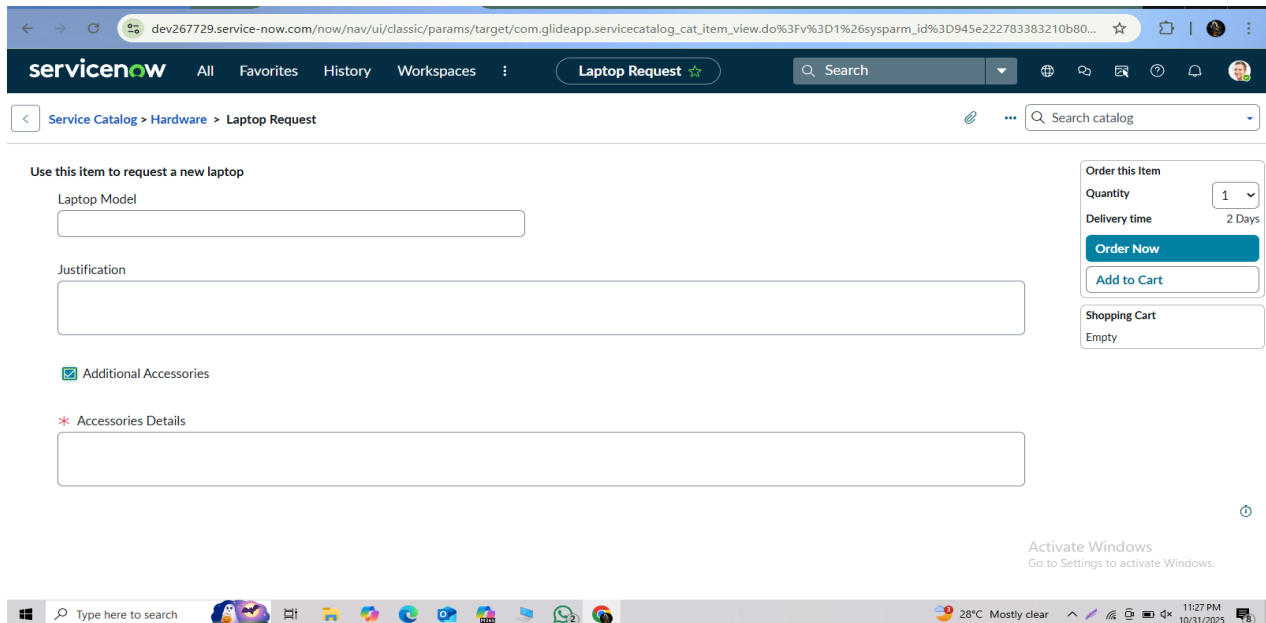 dev267729.service-now.com/now/nav/ui/classic/params/target/com.glideapp.servicecatalog_cat_item_view.do%3Fv%3D1%26sysparm_id%3D945e222783383210b80...
servicenow All Favorites History Workspaces Laptop Request Search
Service Catalog > Hardware > Laptop Request Search catalog
Use this item to request a new laptop
Laptop Model
Justification
Additional Accessories
* Accessories Details
Order this Item
Quantity 1
Delivery time 2 Days
Order Now
Add to Cart
Shopping Cart
Empty
Activate Windows
Go to Settings to activate Windows.
Type here to search 28°C Mostly clear 11:27 PM
10/31/2025